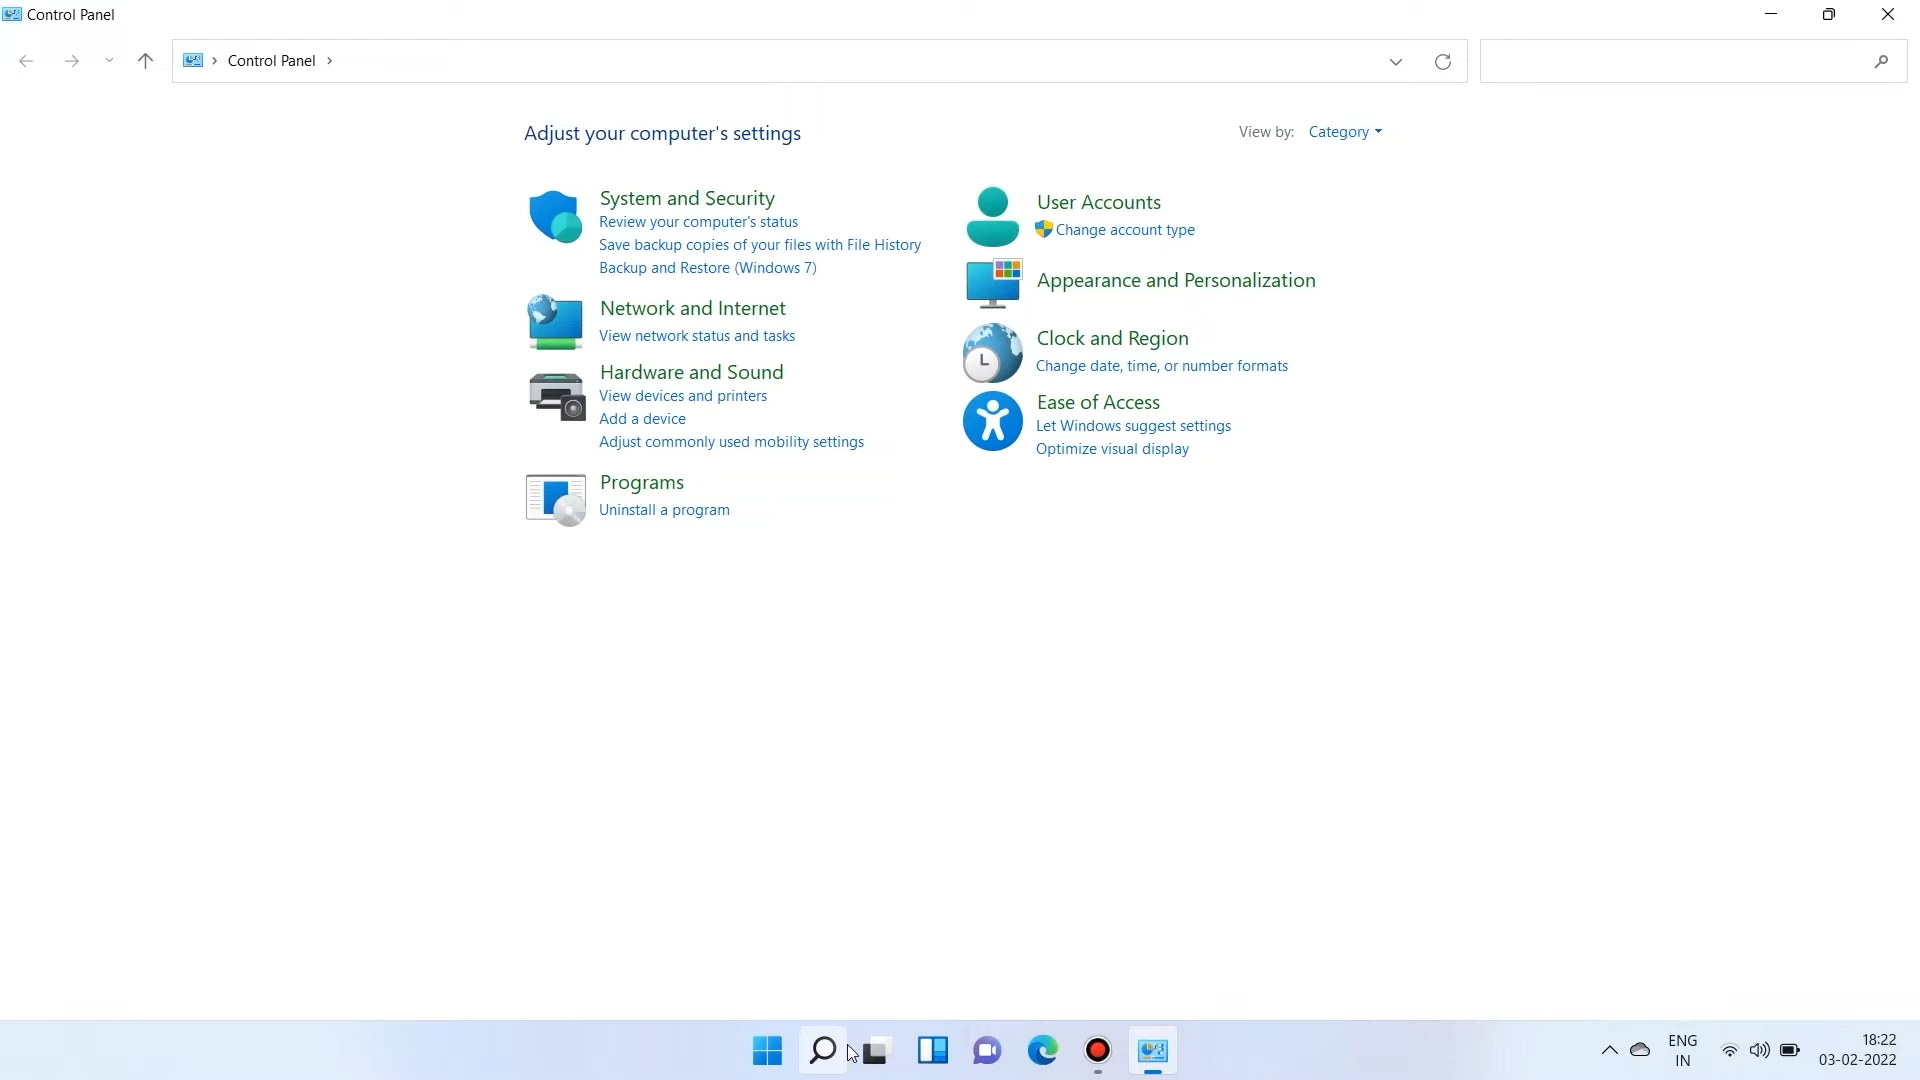 Control Panel
Control Panel
Adjust your computer's settings
View by: Category
System and Security
Review your computer's status
Save backup copies of your files with File History
Backup and Restore (Windows 7)
Network and Internet
View network status and tasks
Hardware and Sound
View devices and printers
Add a device
Adjust commonly used mobility settings
Programs
Uninstall a program
User Accounts
Change account type
Appearance and Personalization
Clock and Region
Change date, time, or number formats
Ease of Access
Let Windows suggest settings
Optimize visual display
ENG
IN
18:22
03-02-2022